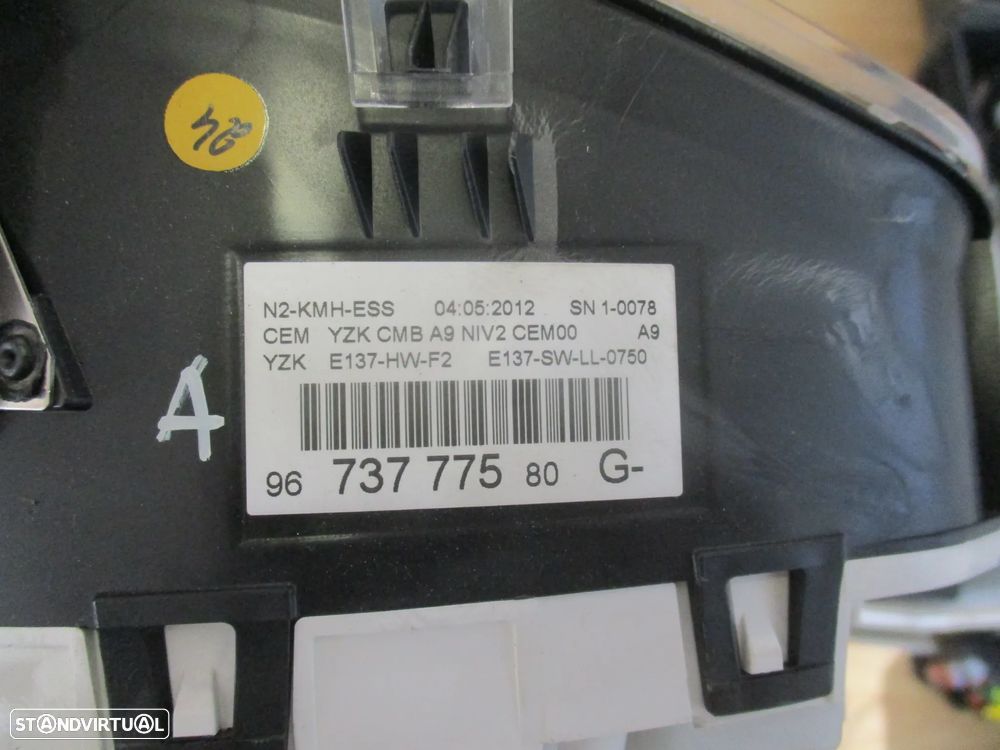 24
N2-KMH-ESS 04:05:2012 SN 1-0078
CEM YZK CMB A9 NIV2 CEM00 A9
YZK E137-HW-F2 E137-SW-LL-0750
96 737 775 80 G-
A
STANDVIRTUAL